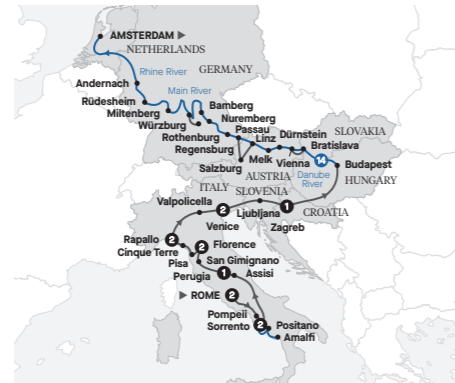 AMSTERDAM ▶
NETHERLANDS
GERMANY
Rhine River
Andernach
Main River
Rüdesheim
Bamberg
Miltenberg
Nuremberg
Würzburg
Passau
Dürnstein
SLOVAKIA
Rothenburg
Linz
Bratislava
Regensburg
Melk
Vienna
14
Budapest
Salzburg
AUSTRIA
Danube
River
HUNGARY
ITALY
SLOVENIA
Valpolicella
2
Ljubljana
1
CROATIA
Venice
Zagreb
Rapallo
2
2
Florence
Cinque Terre
San Gimignano
Pisa
Perugia
1
Assisi
▶ ROME
2
Pompeii
Sorrento
2
Positano
Amalfi